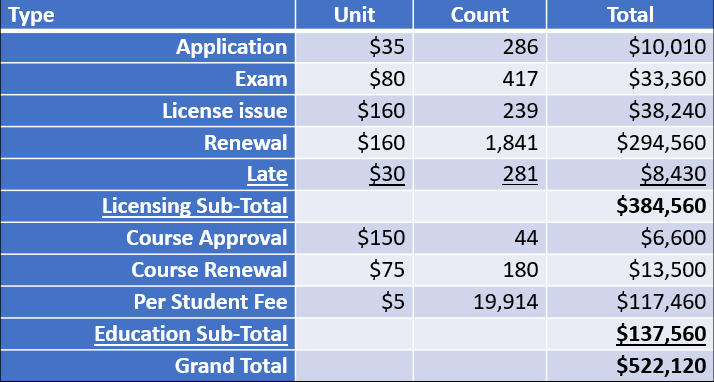 Type Unit Count Total
Application $35 286 $10,010
Exam $80 417 $33,360
License issue $160 239 $38,240
Renewal $160 1,841 $294,560
Late $30 281 $8,430
Licensing Sub-Total $384,560
Course Approval $150 44 $6,600
Course Renewal $75 180 $13,500
Per Student Fee $5 19,914 $117,460
Education Sub-Total $137,560
Grand Total $522,120